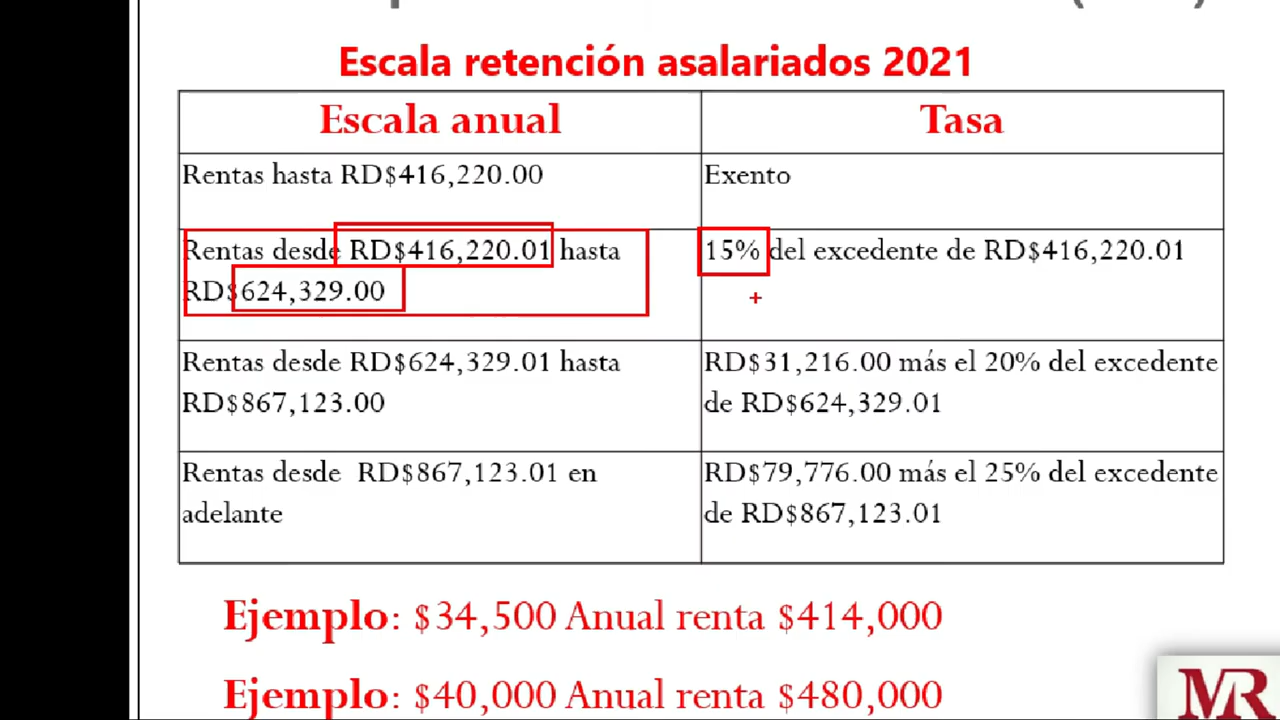 Escala retención asalariados 2021
Escala anual
Tasa
Rentas hasta RD$416,220.00
Exento
Rentas desde RD$416,220.01 hasta
RD$624,329.00
15% del excedente de RD$416,220.01
Rentas desde RD$624,329.01 hasta
RD$867,123.00
RD$31,216.00 más el 20% del excedente
de RD$624,329.01
Rentas desde RD$867,123.01 en
adelante
RD$79,776.00 más el 25% del excedente
de RD$867,123.01
Ejemplo: $34,500 Anual renta $414,000
Ejemplo: $40,000 Anual renta $480,000
MR